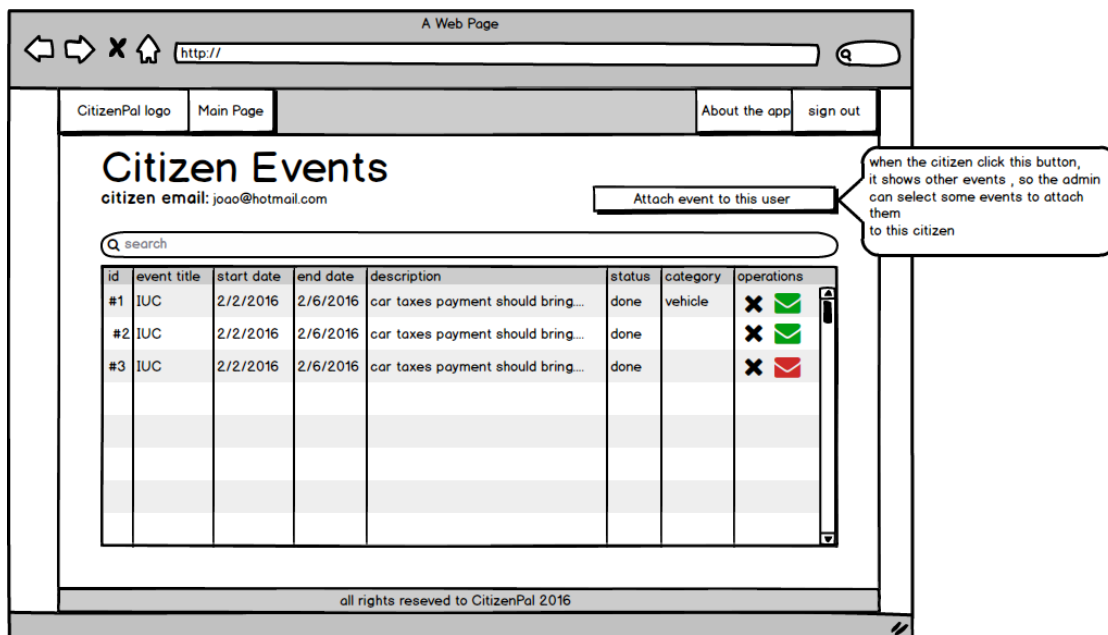 A Web Page
http://
CitizenPal logo Main Page About the app sign out
Citizen Events
citizen email: joao@hotmail.com
Attach event to this user
when the citizen click this button,
it shows other events , so the admin
can select some events to attach
them
to this citizen
search
id event title start date end date description status category operations
#1 IUC 2/2/2016 2/6/2016 car taxes payment should bring.... done vehicle
#2 IUC 2/2/2016 2/6/2016 car taxes payment should bring.... done
#3 IUC 2/2/2016 2/6/2016 car taxes payment should bring.... done
all rights reseved to CitizenPal 2016